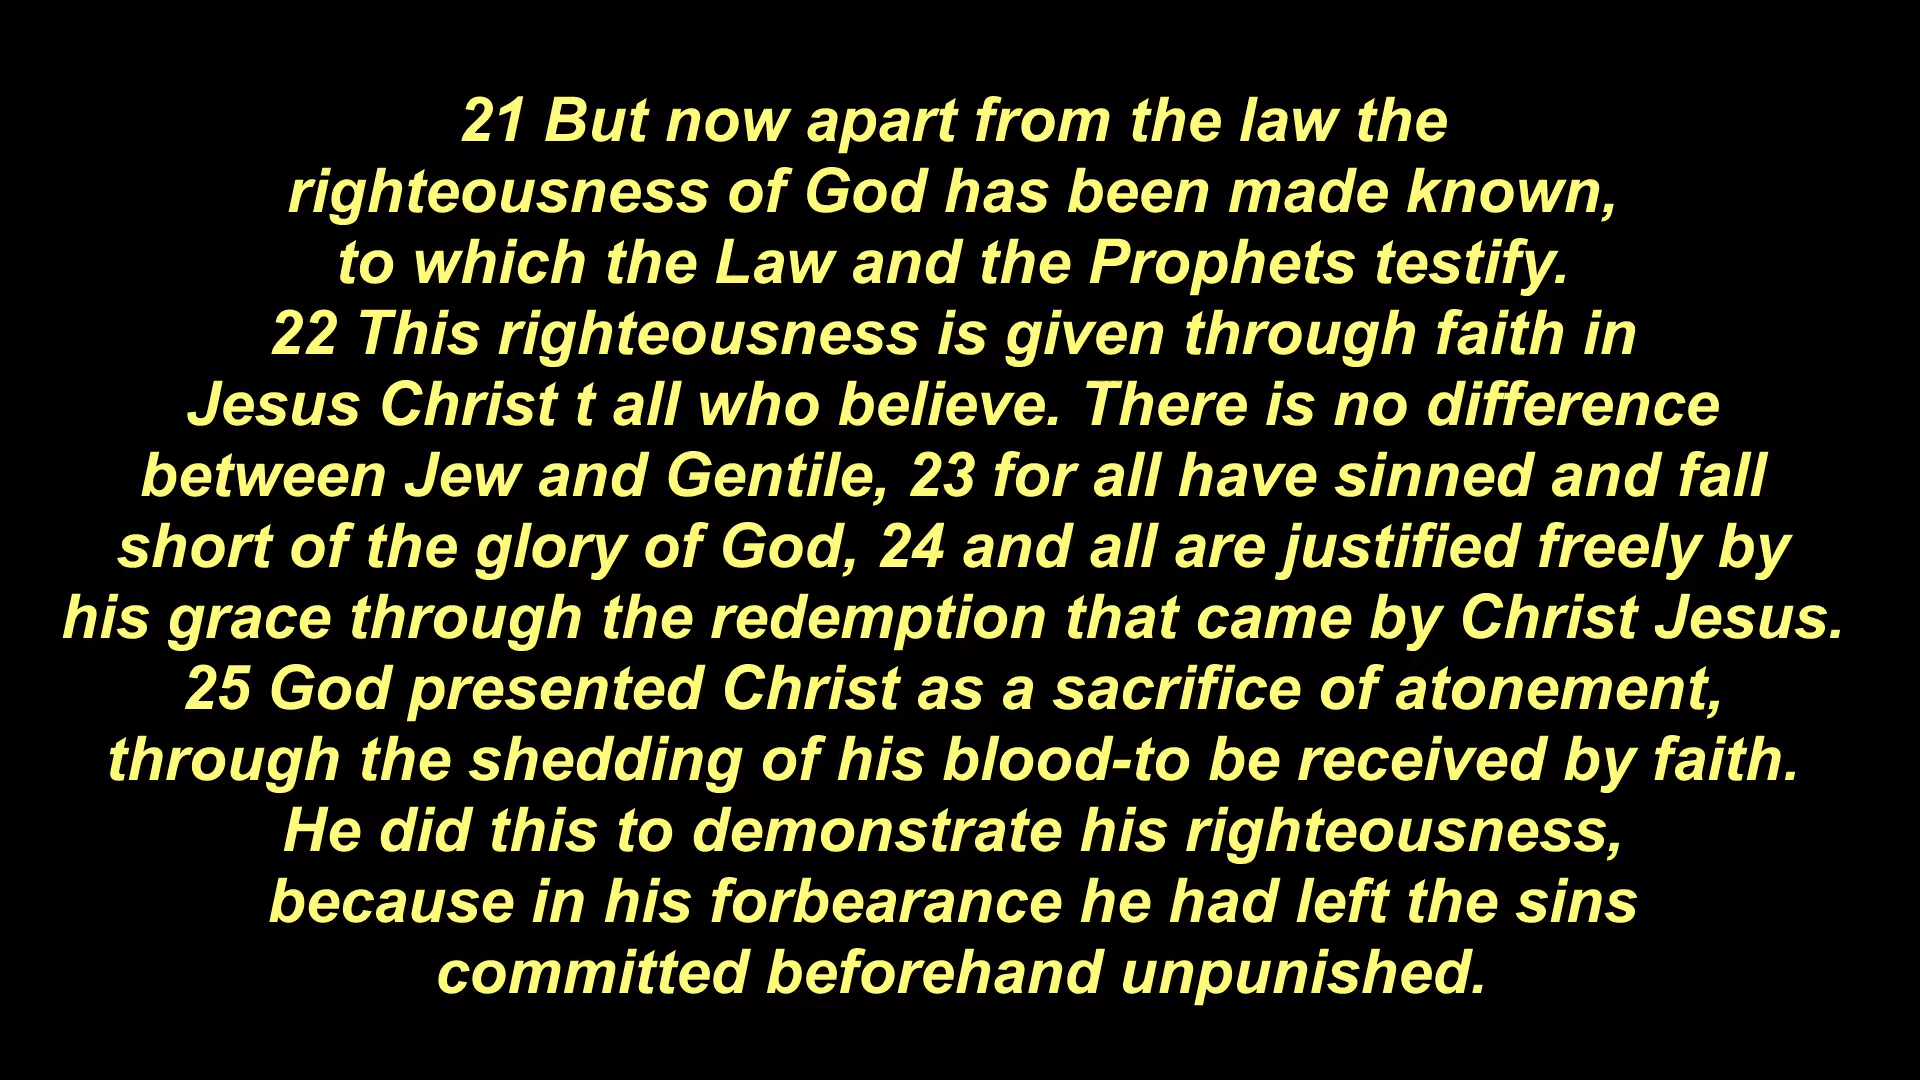 21 But now apart from the law the
righteousness of God has been made known,
to which the Law and the Prophets testify.
22 This righteousness is given through faith in
Jesus Christ t all who believe. There is no difference
between Jew and Gentile, 23 for all have sinned and fall
short of the glory of God, 24 and all are justified freely by
his grace through the redemption that came by Christ Jesus.
25 God presented Christ as a sacrifice of atonement,
through the shedding of his blood-to be received by faith.
He did this to demonstrate his righteousness,
because in his forbearance he had left the sins
committed beforehand unpunished.